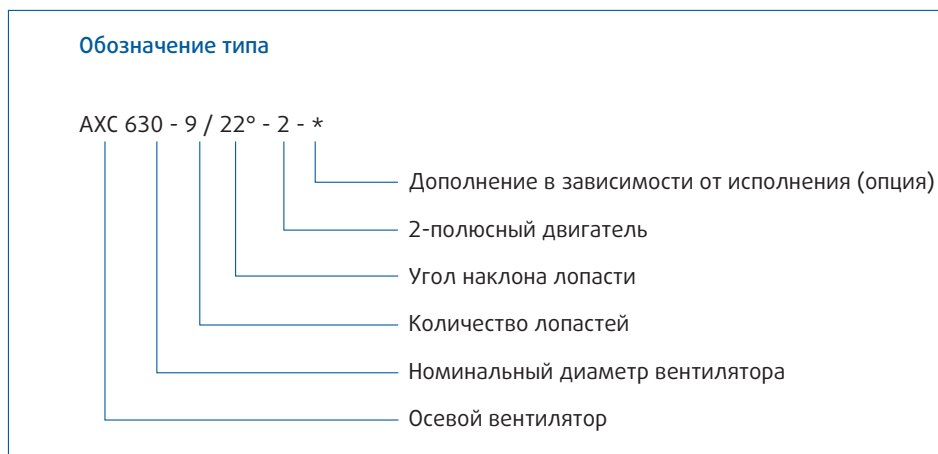 Обозначение типа
АХС 630 - 9 / 22° - 2 - *
Дополнение в зависимости от исполнения (опция)
2-полюсный двигатель
Угол наклона лопасти
Количество лопастей
Номинальный диаметр вентилятора
Осевой вентилятор